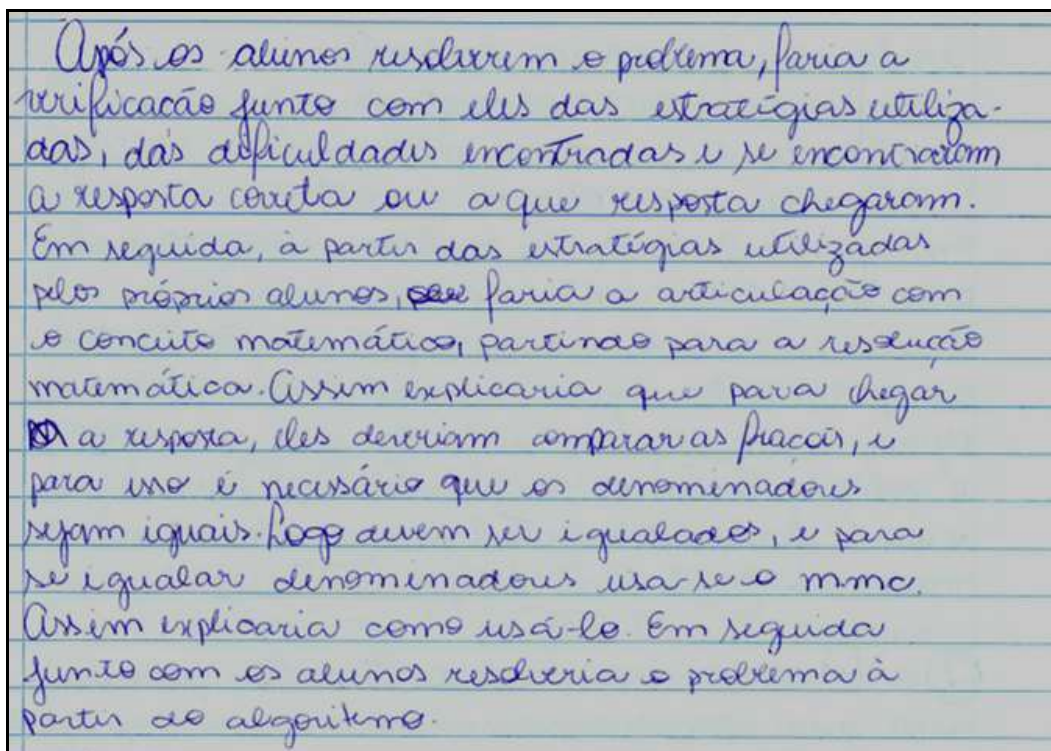 Após os alunos resolverem o problema, faria a
verificação junto com eles das estratégias utiliza-
das, das dificuldades encontradas e se encontraram
a resposta correta ou a que resposta chegaram.
Em seguida, à partir das estratégias utilizadas
pelos próprios alunos, faria a articulação com
o conceito matemático, partindo para a resolução
matemática. Assim explicaria que para chegar
a resposta, eles deveriam comparar as frações, e
para isso é necessário que os denominadores
sejam iguais. Logo devem ser igualados, e para
se igualar denominadores usa-se o mmc.
Assim explicaria como usá-lo. Em seguida
junto com os alunos resolveria o problema à
partir do algoritmo.